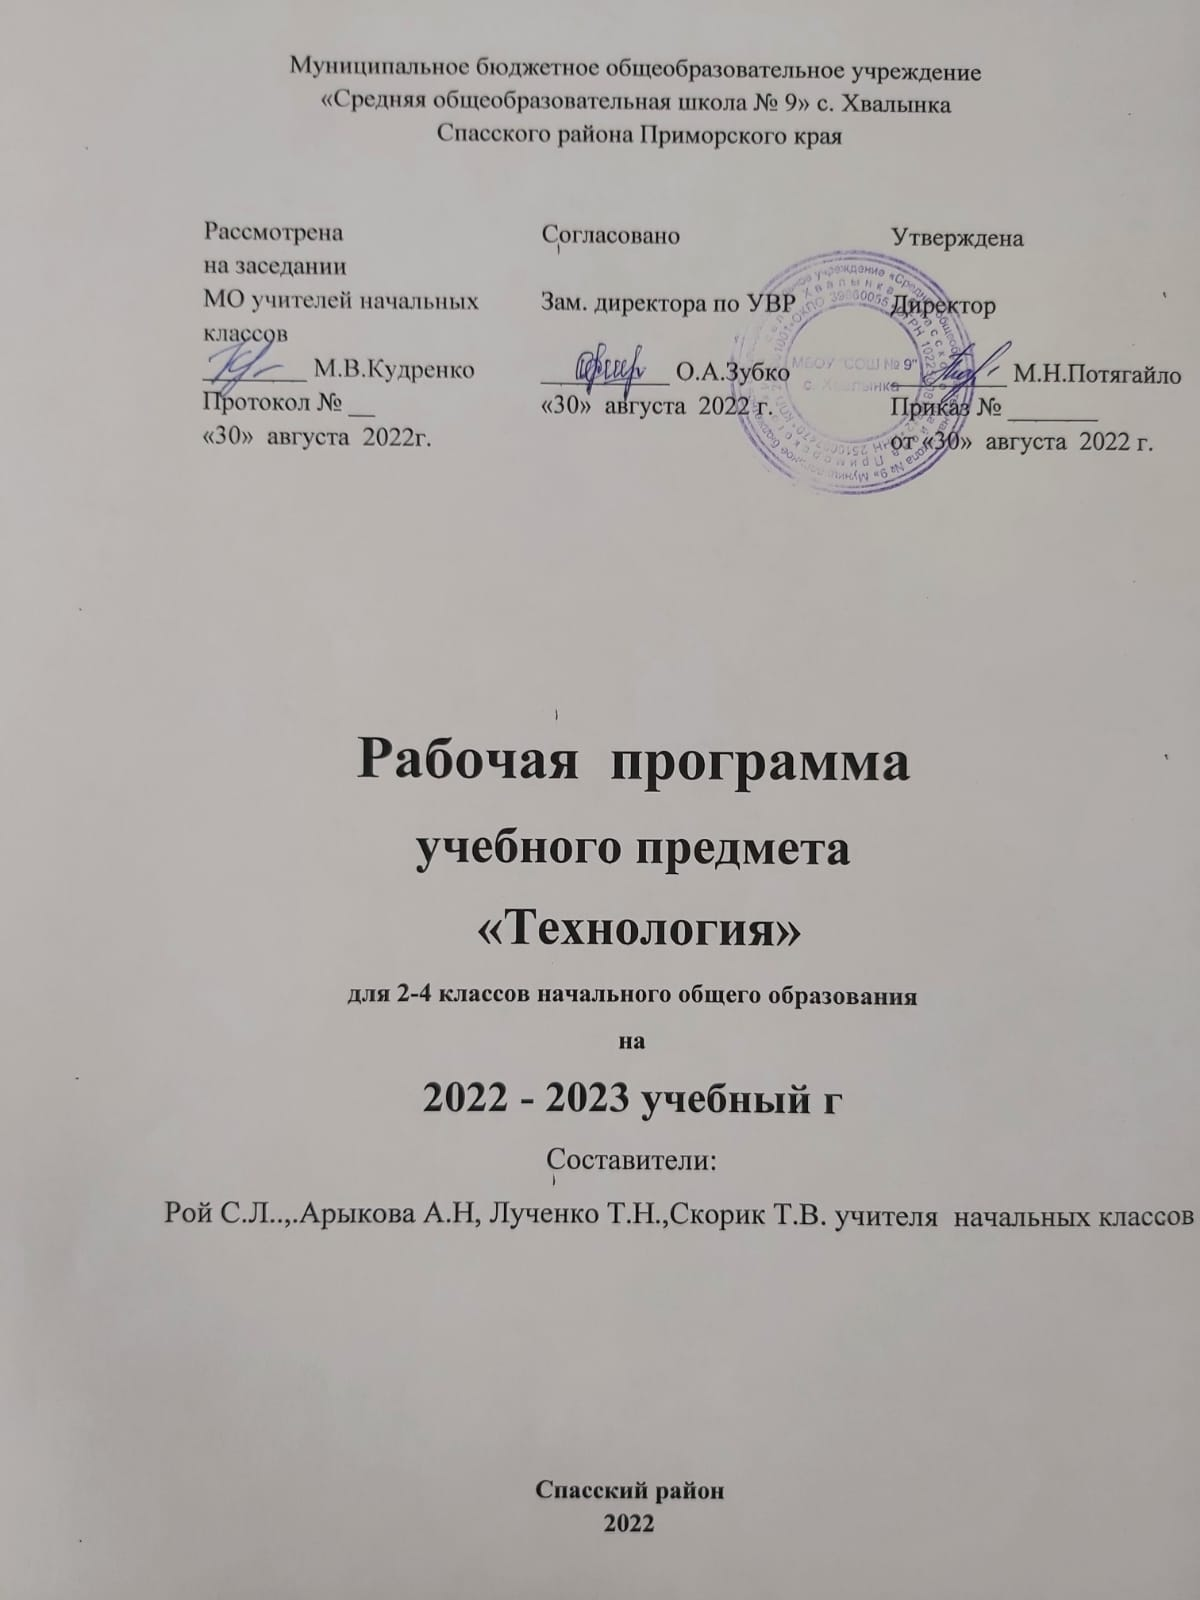 Муниципальное бюджетное общеобразовательное учреждение
«Средняя общеобразовательная школа № 9» с. Хвалынка
Спасского района Приморского края
Рассмотрена
на заседании
МО учителей начальных
классов
________ М.В.Кудренко
Протокол № __
«30» августа 2022г.
Согласовано
Зам. директора по УВР
__________ О.А.Зубко
«30» августа 2022 г.
Утверждена
Директор
_________ М.Н.Потягайло
Приказ № _______
от «30» августа 2022 г.
МБОУ "СОШ № 9"
с. Хвалынка
Рабочая программа
учебного предмета
«Технология»
для 2-4 классов начального общего образования
на
2022 - 2023 учебный г
Составители:
Рой С.Л..,.Арыкова А.Н, Лученко Т.Н.,Скорик Т.В. учителя начальных классов
Спасский район
2022